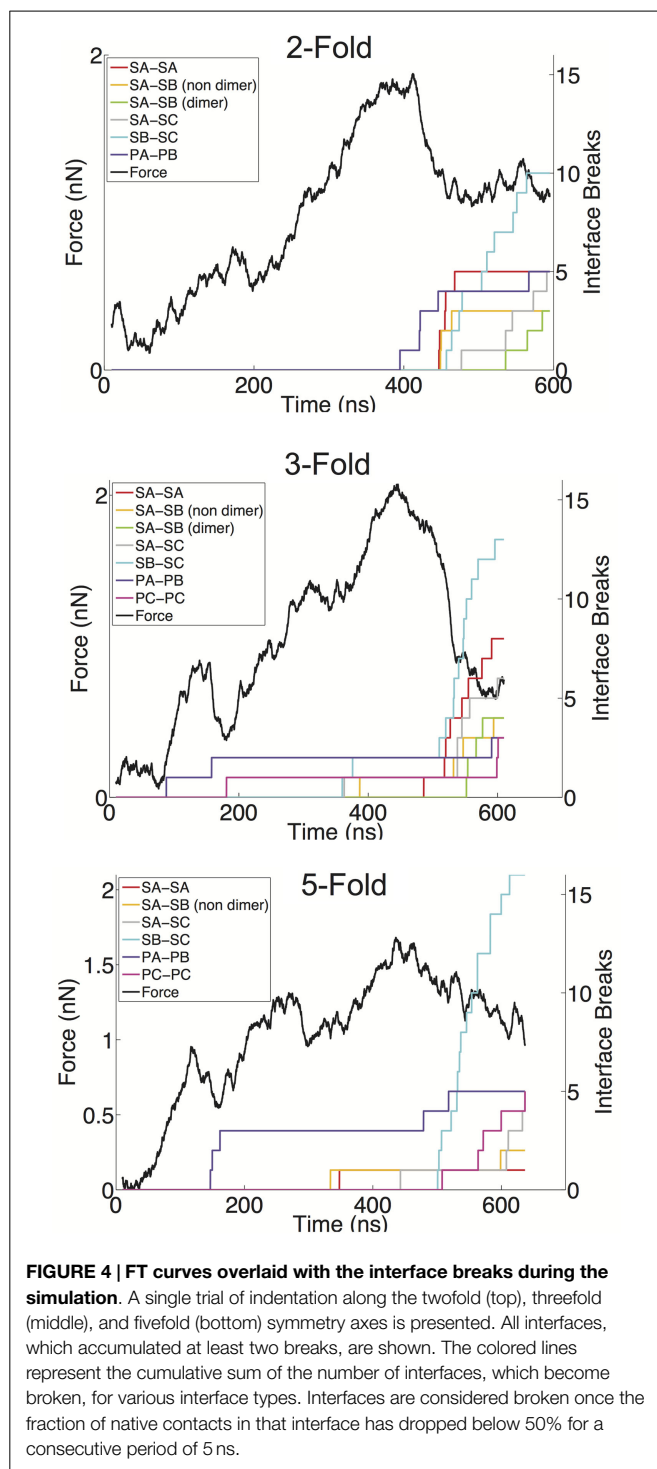 2-Fold
2
15
SA-SA
SA-SB (non dimer)
SA-SB (dimer)
SA-SC
SB-SC
PA-PB
Force
10
5
Force (nN)
Interface Breaks
0
0
0
200
400
600
Time (ns)
3-Fold
SA-SA
SA-SB (non dimer)
SA-SB (dimer)
SA-SC
SB-SC
PA-PB
PC-PC
Force
2
15
10
5
Force (nN)
Interface Breaks
0
0
0
200
400
600
Time (ns)
5-Fold
SA-SA
SA-SB (non dimer)
SA-SC
SB-SC
PA-PB
PC-PC
Force
2
1.5
1
0.5
0
15
10
5
0
Force (nN)
Interface Breaks
0
200
400
600
Time (ns)
FIGURE 4 | FT curves overlaid with the interface breaks during the
simulation. A single trial of indentation along the twofold (top), threefold
(middle), and fivefold (bottom) symmetry axes is presented. All interfaces,
which accumulated at least two breaks, are shown. The colored lines
represent the cumulative sum of the number of interfaces, which become
broken, for various interface types. Interfaces are considered broken once the
fraction of native contacts in that interface has dropped below 50% for a
consecutive period of 5 ns.